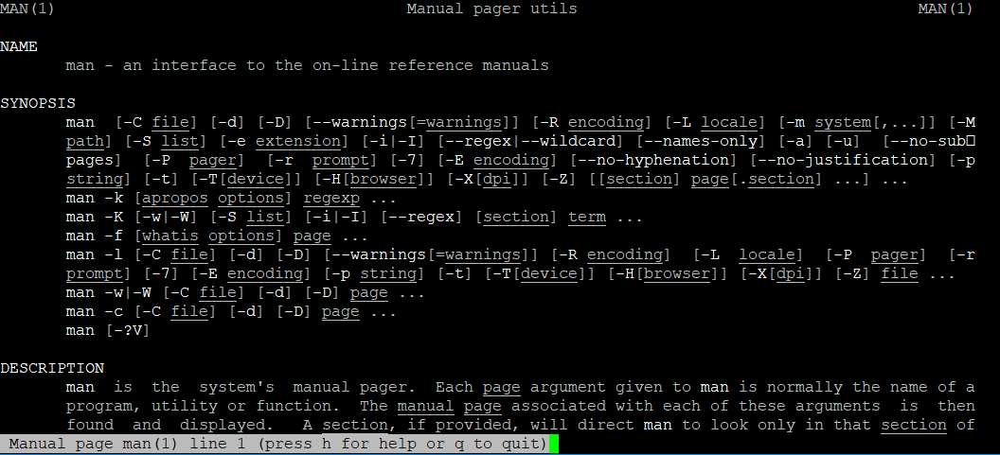 MAN(1) Manual pager utils MAN(1)
NAME
man - an interface to the on-line reference manuals
SYNOPSIS
man [-C file] [-d] [-D] [--warnings[=warnings]] [-R encoding] [-L locale] [-m system[,...]] [-M
path] [-S list] [-e extension] [-i|-I] [--regex|--wildcard] [--names-only] [-a] [-u] [--no-sub□
pages] [-P pager] [-r prompt] [-7] [-E encoding] [--no-hyphenation] [--no-justification] [-p
string] [-t] [-T[device]] [-H[browser]] [-X[dpi]] [-Z] [[section] page[.section] ...] ...
man -k [apropos options] regexp ...
man -K [-w|-W] [-S list] [-i|-I] [--regex] [section] term ...
man -f [whatis options] page ...
man -l [-C file] [-d] [-D] [--warnings[=warnings]] [-R encoding] [-L locale] [-P pager] [-r
prompt] [-7] [-E encoding] [-p string] [-t] [-T[device]] [-H[browser]] [-X[dpi]] [-Z] file ...
man -w|-W [-C file] [-d] [-D] page ...
man -c [-C file] [-d] [-D] page ...
man [-?V]
DESCRIPTION
man is the system's manual pager. Each page argument given to man is normally the name of a
program, utility or function. The manual page associated with each of these arguments is then
found and displayed. A section, if provided, will direct man to look only in that section of
Manual page man(1) line 1 (press h for help or q to quit)